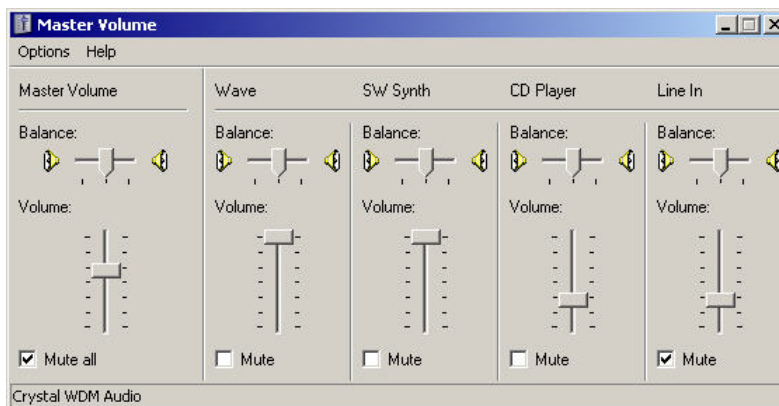 Master Volume
Options Help
Master Volume Wave SW Synth CD Player Line In
Balance: Balance: Balance: Balance: Balance:
Volume: Volume: Volume: Volume: Volume:
Mute all Mute Mute Mute Mute
Crystal WDM Audio